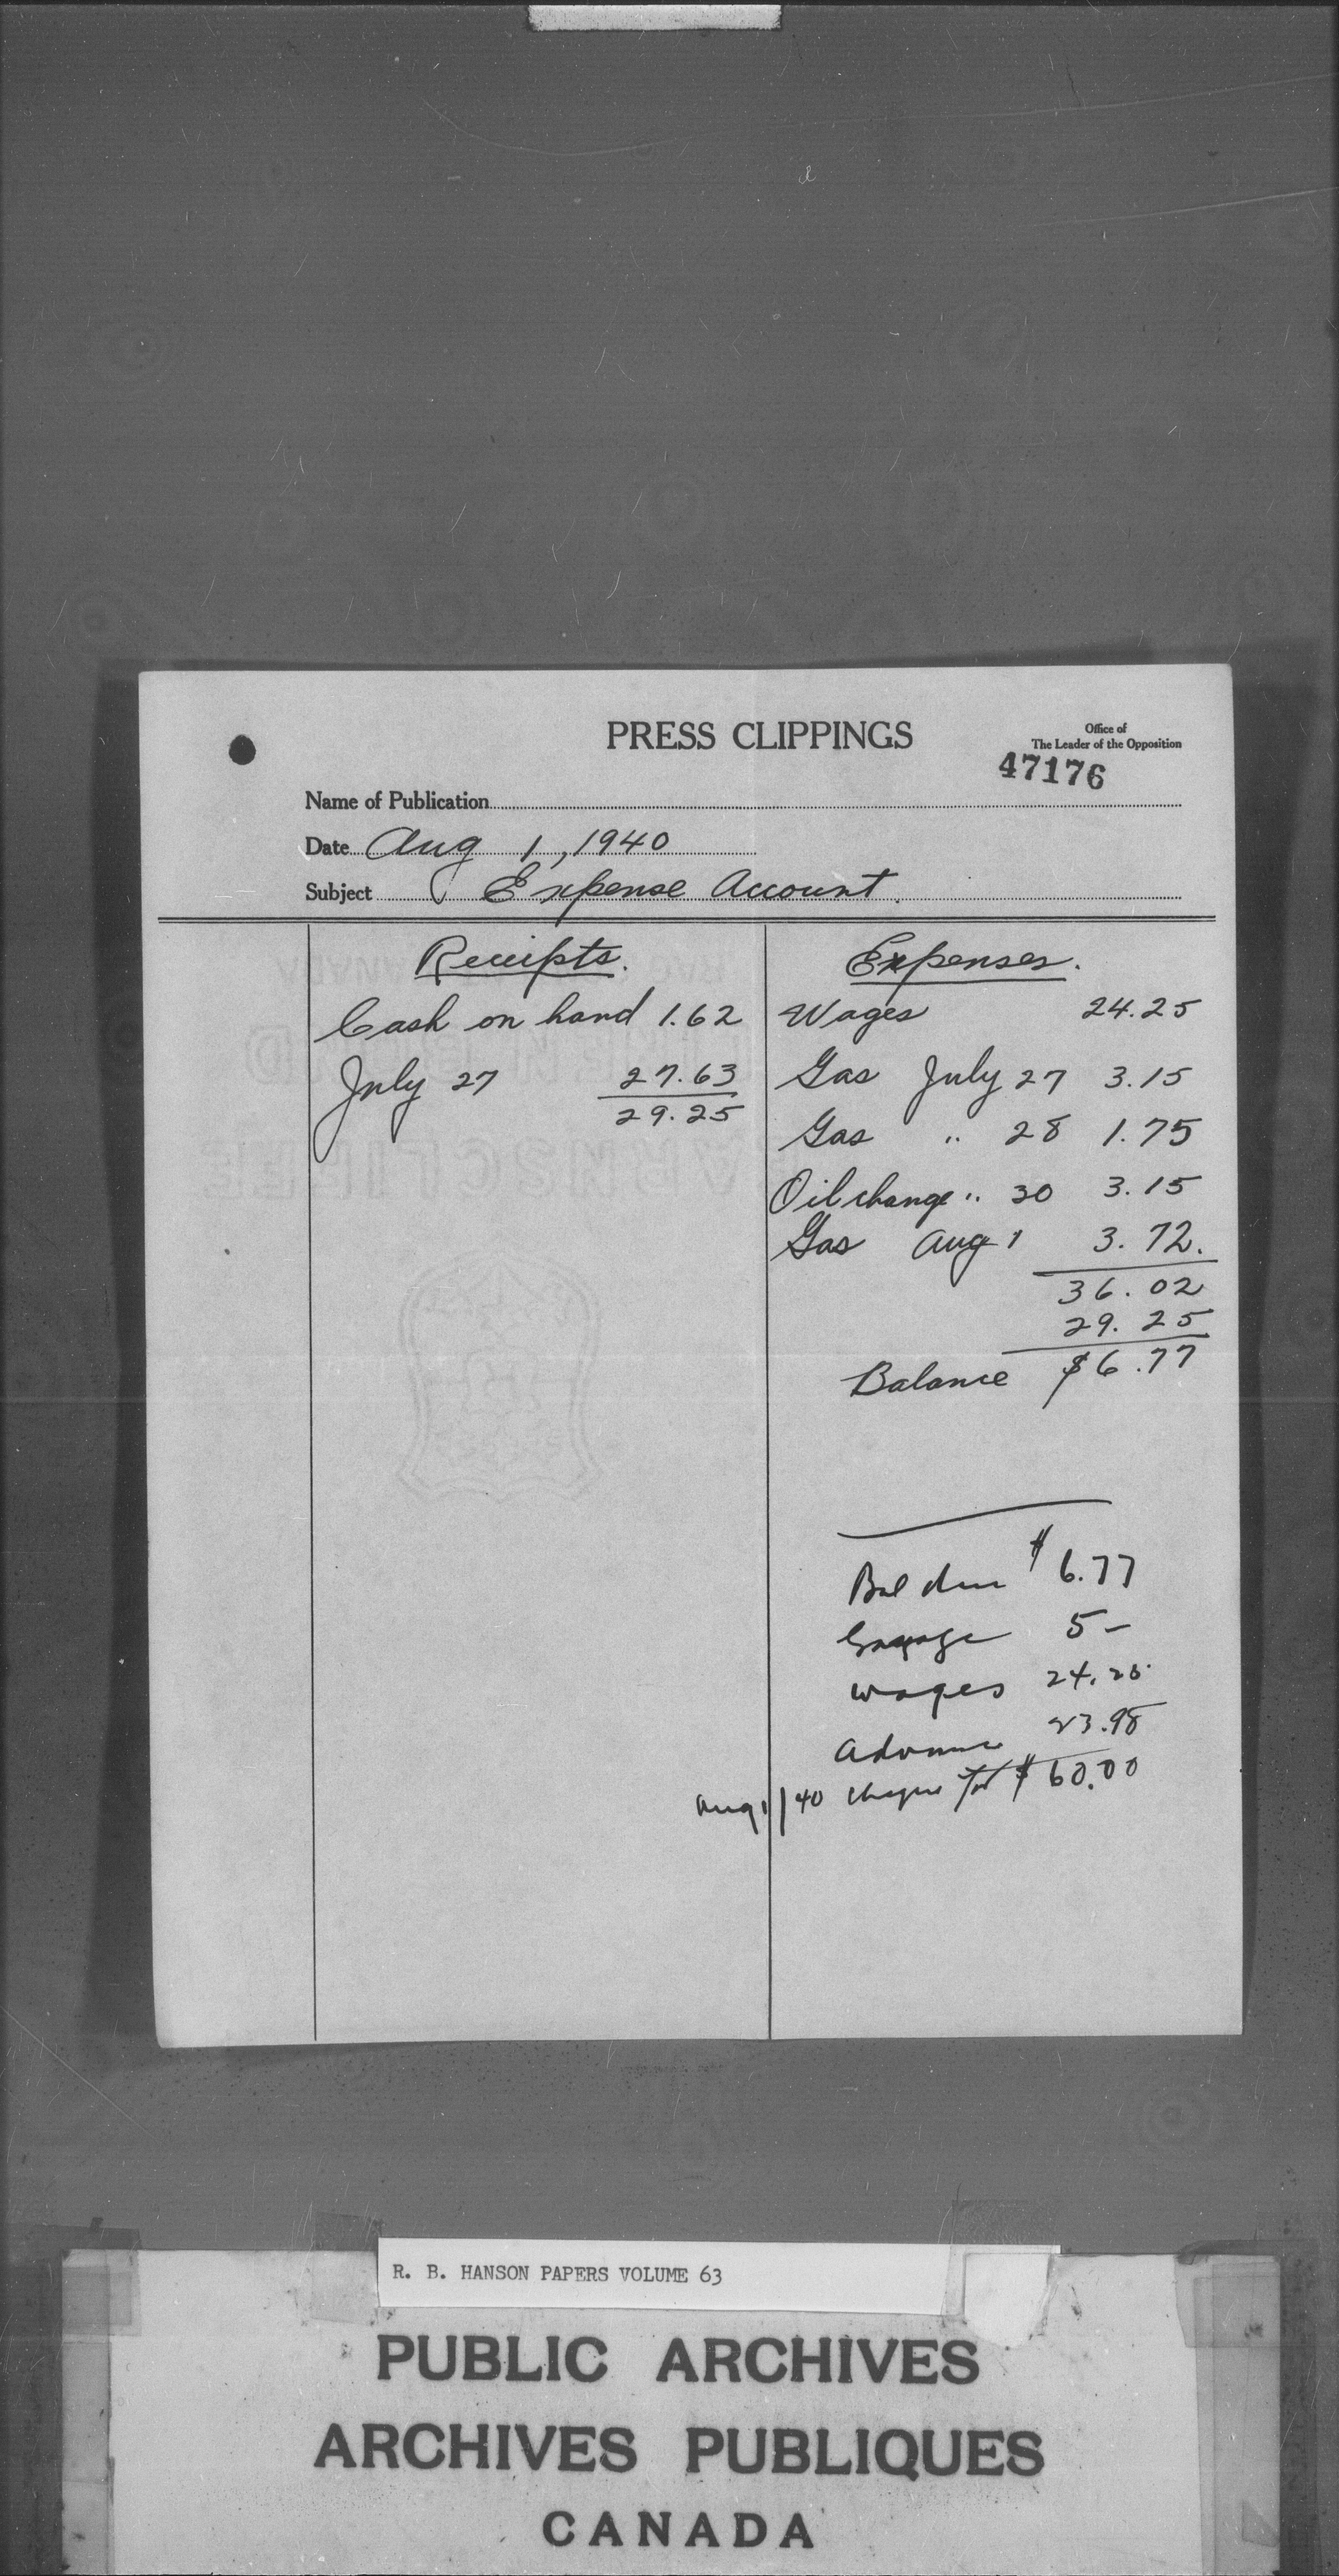 PRESS CLIPPINGS
Office of
The Leader of the Opposition
47176
Name of Publication
Date Aug 1, 1940
Subject Expense Account.
Receipts.
Cash on hand 1.62
July 27 27.63
29.25
Expenses.
Wages 24.25
Gas July 27 3.15
Gas " 28 1.75
Oil change " 30 3.15
Gas Aug 1 3.72.
36.02
29.25
Balance $6.77
Bal due $6.77
Garage 5 -
Wages 24.25
Advance 23.98
Aug 1/40 cheque for $60.00
R. B. HANSON PAPERS VOLUME 63
PUBLIC ARCHIVES
ARCHIVES PUBLIQUES
CANADA